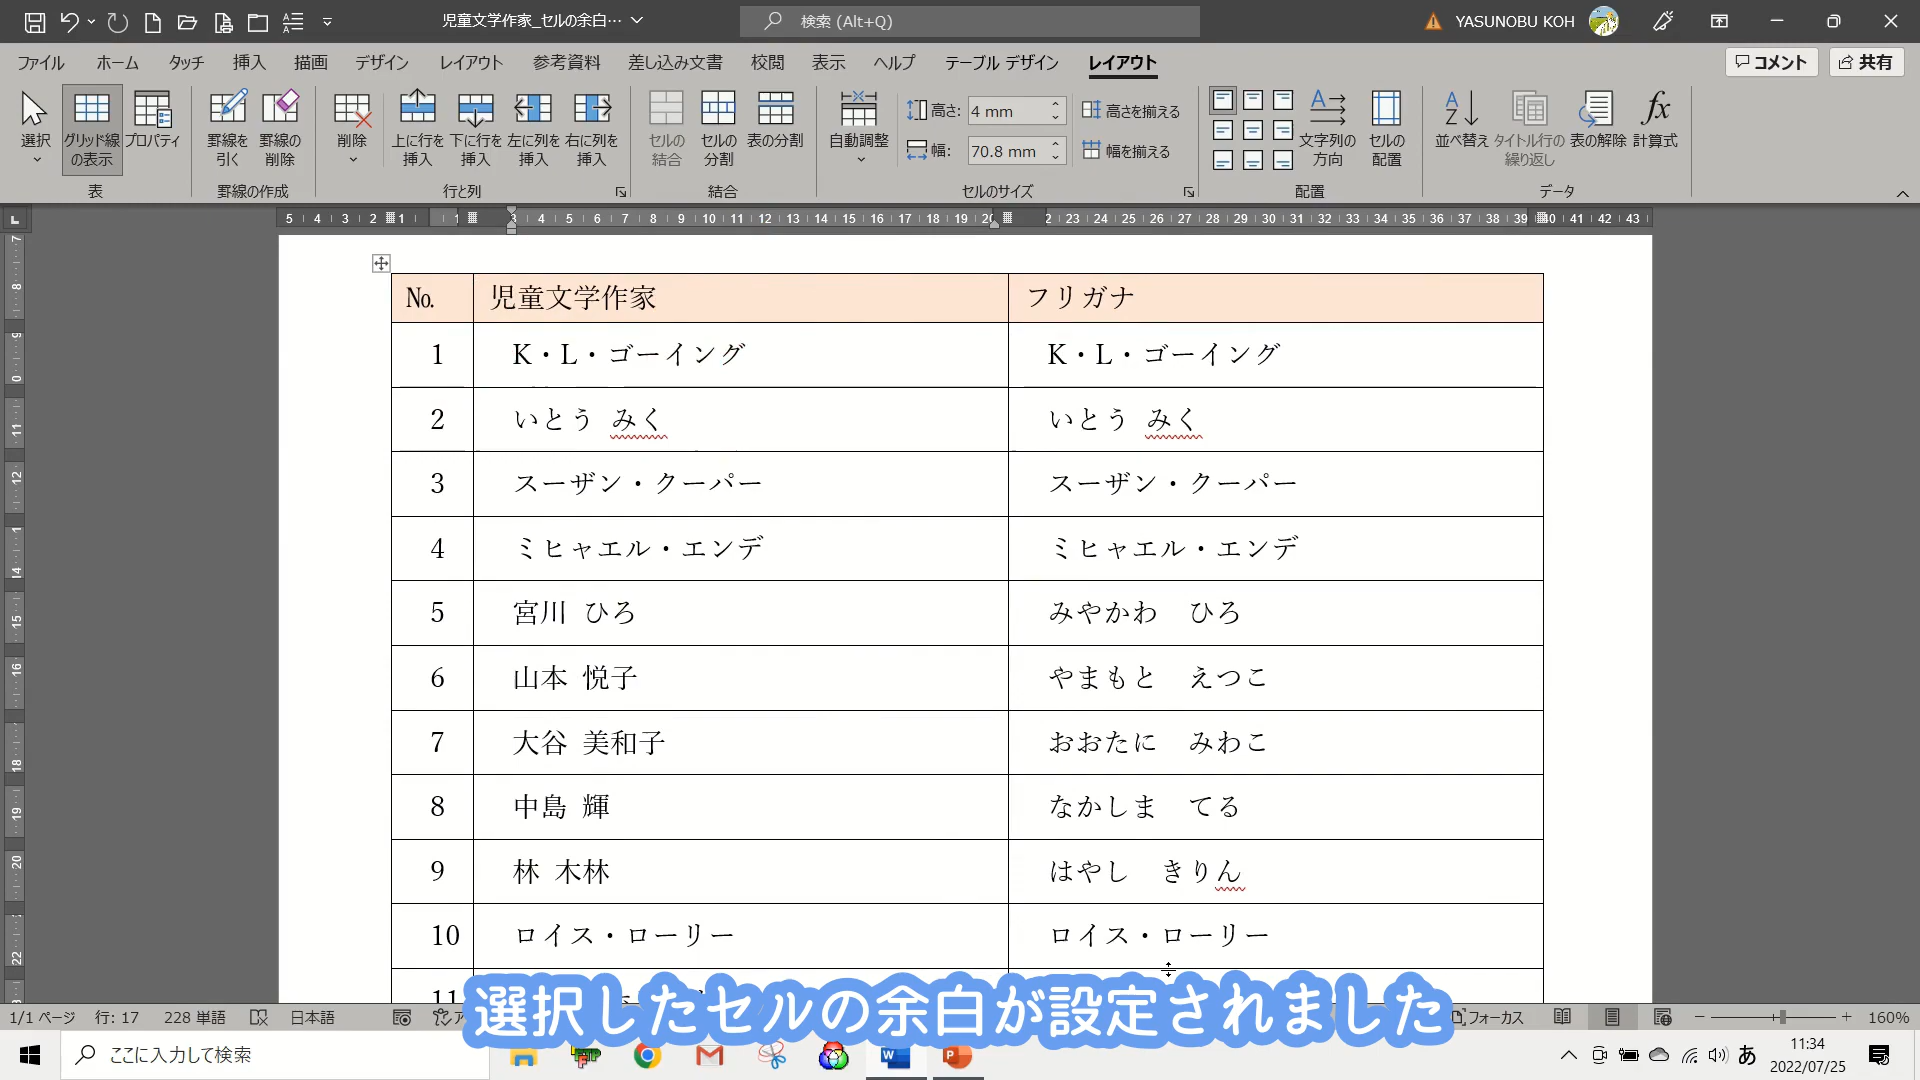 児童文学作家_セルの余白…
検索 (Alt+Q)
YASUNOBU KOH
ファイル ホーム タッチ 挿入 描画 デザイン レイアウト 参考資料 差し込み文書 校閲 表示 ヘルプ テーブル デザイン レイアウト コメント 共有
選択 グリッド線の表示 プロパティ 罫線を引く 罫線の削除 削除 上に行を挿入 下に行を挿入 左に列を挿入 右に列を挿入 セルの結合 セルの分割 表の分割 自動調整 高さ: 4 mm 高さを揃える 幅: 70.8 mm 幅を揃える 文字列の方向 セルの配置 並べ替え タイトル行の繰り返し 表の解除 計算式
表 罫線の作成 行と列 結合 セルのサイズ 配置 データ
№ 児童文学作家 フリガナ
1 K・L・ゴーイング K・L・ゴーイング
2 いとう みく いとう みく
3 スーザン・クーパー スーザン・クーパー
4 ミヒャエル・エンデ ミヒャエル・エンデ
5 宮川 ひろ みやかわ ひろ
6 山本 悦子 やまもと えつこ
7 大谷 美和子 おおたに みわこ
8 中島 輝 なかしま てる
9 林 木林 はやし きりん
10 ロイス・ローリー ロイス・ローリー
11
選択したセルの余白が設定されました
1/1 ページ 行: 17 228 単語 日本語 フォーカス 160%
ここに入力して検索
あ 11:34
2022/07/25